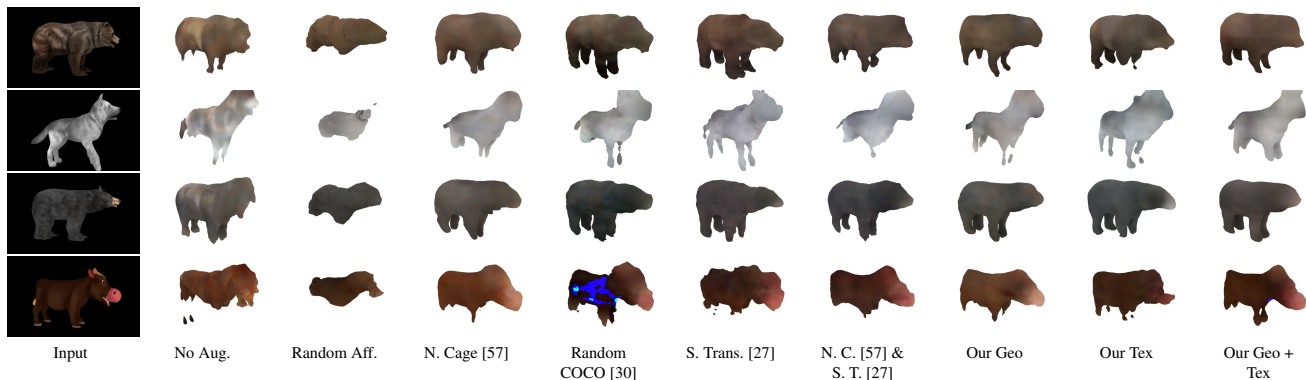 Input
No Aug.
Random Aff.
N. Cage [57]
Random
COCO [30]
S. Trans. [27]
N. C. [57] &
S. T. [27]
Our Geo
Our Tex
Our Geo +
Tex